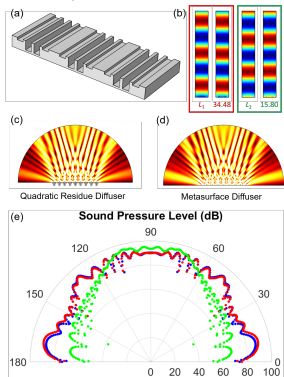 (a)
(b)
L₁ 34.48 L₂ 15.80
(c)
(d)
Quadratic Residue Diffuser
Metasurface Diffuser
(e)
Sound Pressure Level (dB)
90
120
60
150
30
180
0
0 20 40 60 80 100